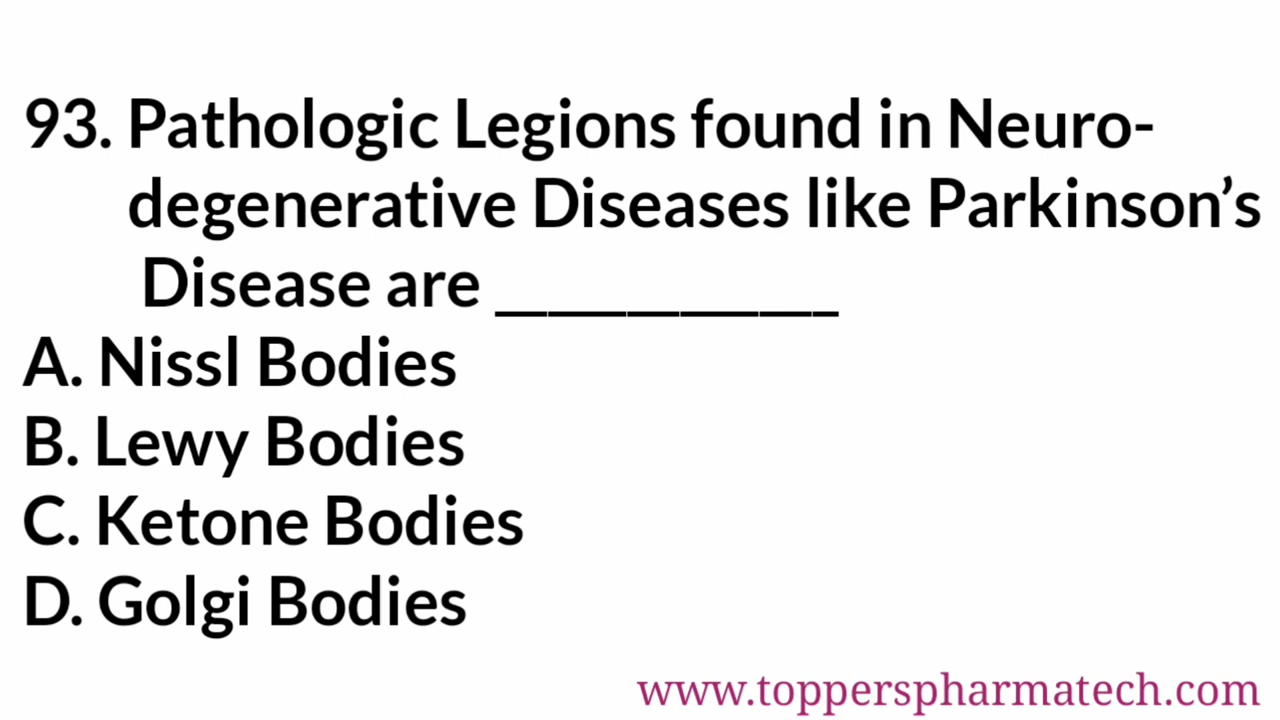 93. Pathologic Legions found in Neuro-
degenerative Diseases like Parkinson’s
Disease are _____________
A. Nissl Bodies
B. Lewy Bodies
C. Ketone Bodies
D. Golgi Bodies
www.topperspharmatech.com